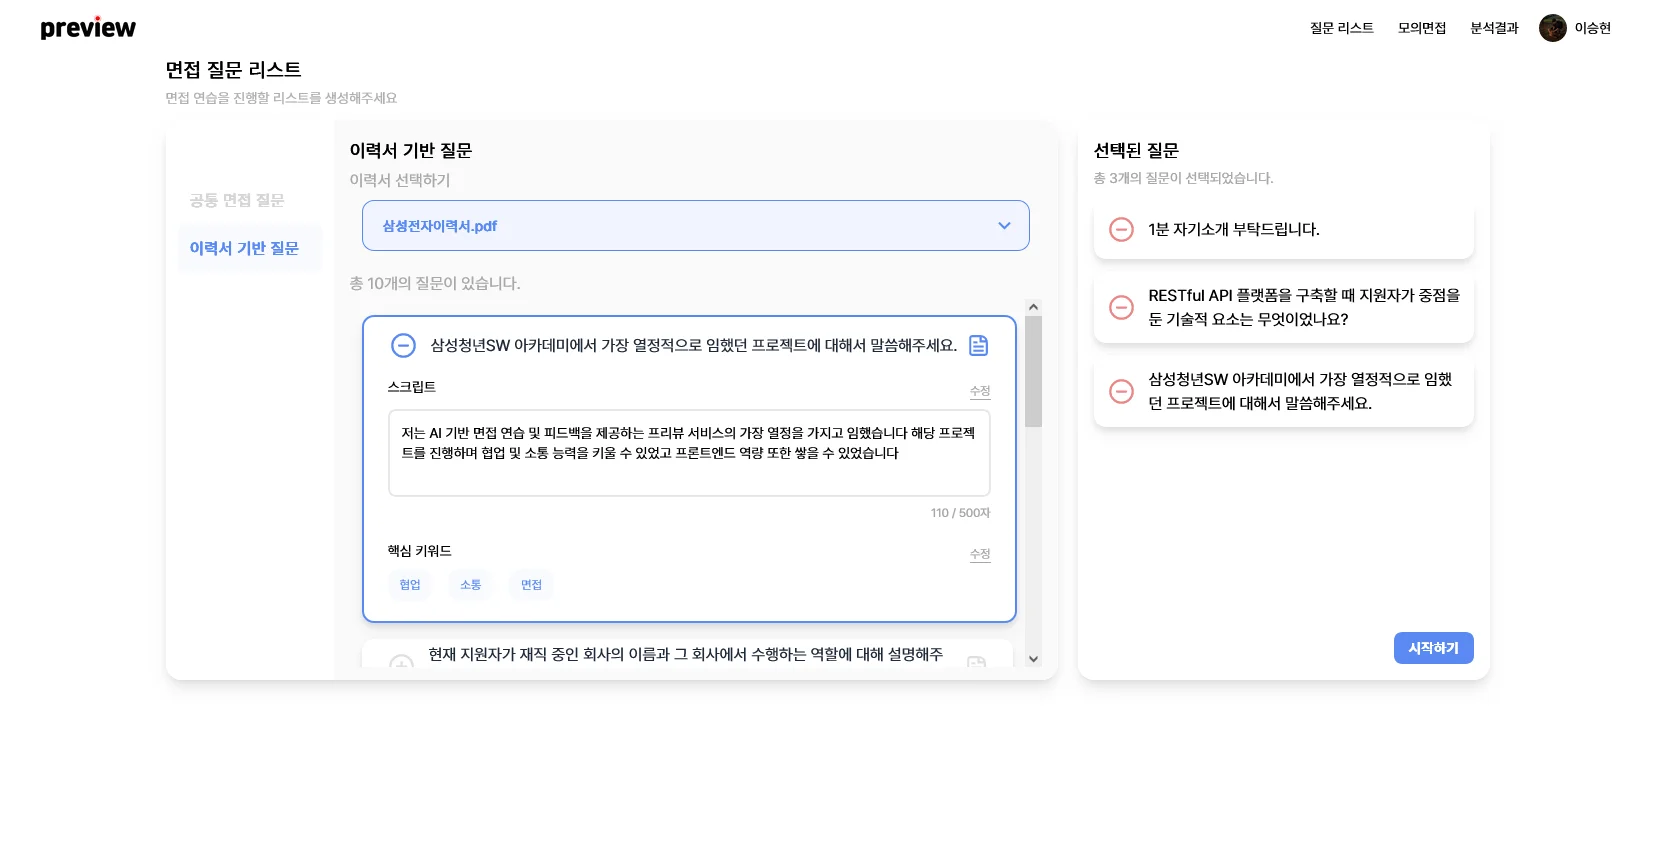 preview
질문 리스트
모의면접
분석결과
이승현
면접 질문 리스트
면접 연습을 진행할 리스트를 생성해주세요
공통 면접 질문
이력서 기반 질문
이력서 기반 질문
이력서 선택하기
삼성전자이력서.pdf
총 10개의 질문이 있습니다.
삼성청년SW 아카데미에서 가장 열정적으로 임했던 프로젝트에 대해서 말씀해주세요.
스크립트
수정
저는 AI 기반 면접 연습 및 피드백을 제공하는 프리뷰 서비스의 가장 열정을 가지고 임했습니다 해당 프로젝
트를 진행하며 협업 및 소통 능력을 키울 수 있었고 프론트엔드 역량 또한 쌓을 수 있었습니다
110 / 500자
핵심 키워드
수정
협업
소통
면접
현재 지원자가 재직 중인 회사의 이름과 그 회사에서 수행하는 역할에 대해 설명해주
선택된 질문
총 3개의 질문이 선택되었습니다.
1분 자기소개 부탁드립니다.
RESTful API 플랫폼을 구축할 때 지원자가 중점을
둔 기술적 요소는 무엇이었나요?
삼성청년SW 아카데미에서 가장 열정적으로 임했
던 프로젝트에 대해서 말씀해주세요.
시작하기